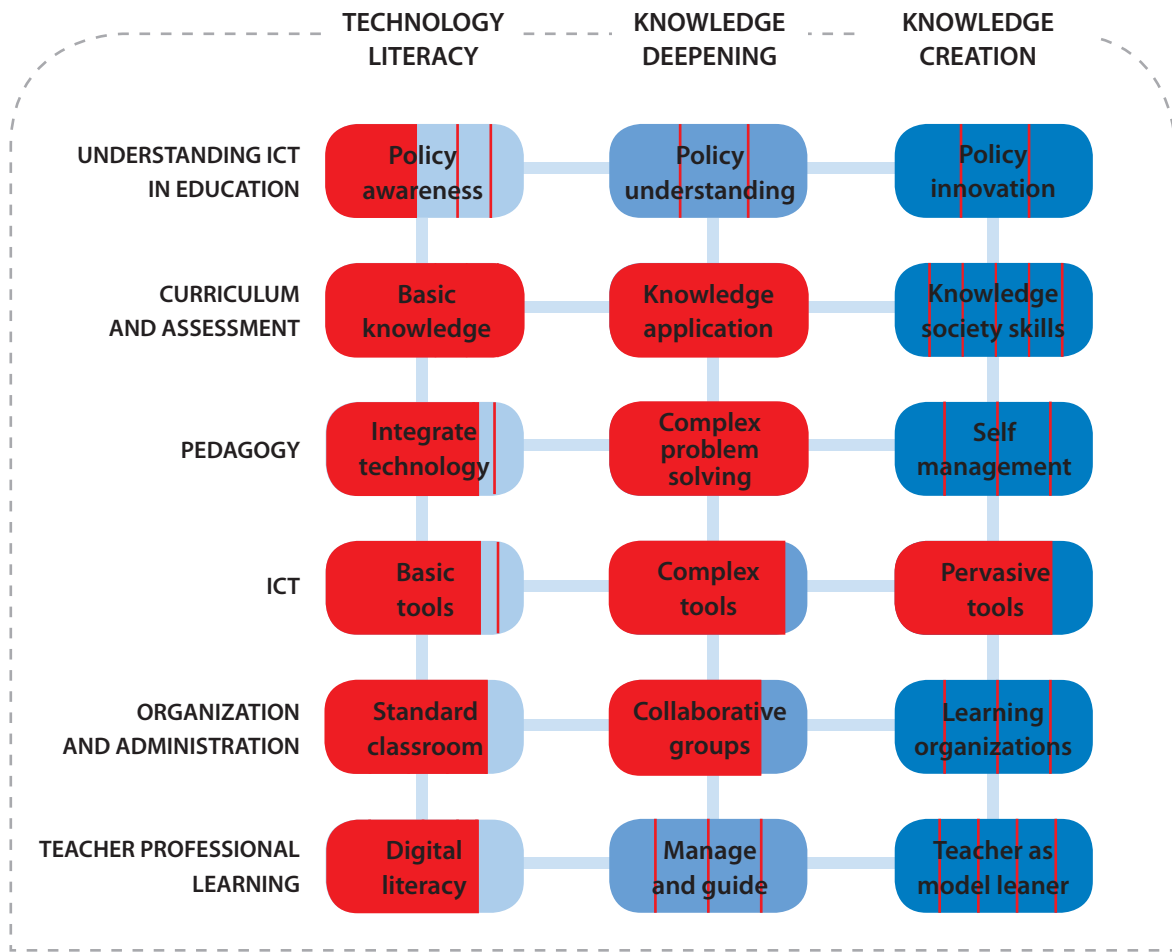 TECHNOLOGY
LITERACY
KNOWLEDGE
DEEPENING
KNOWLEDGE
CREATION
UNDERSTANDING ICT
IN EDUCATION
Policy
awareness
Policy
understanding
Policy
innovation
CURRICULUM
AND ASSESSMENT
Basic
knowledge
Knowledge
application
Knowledge
society skills
PEDAGOGY
Integrate
technology
Complex
problem
solving
Self
management
ICT
Basic
tools
Complex
tools
Pervasive
tools
ORGANIZATION
AND ADMINISTRATION
Standard
classroom
Collaborative
groups
Learning
organizations
TEACHER PROFESSIONAL
LEARNING
Digital
literacy
Manage
and guide
Teacher as
model leaner